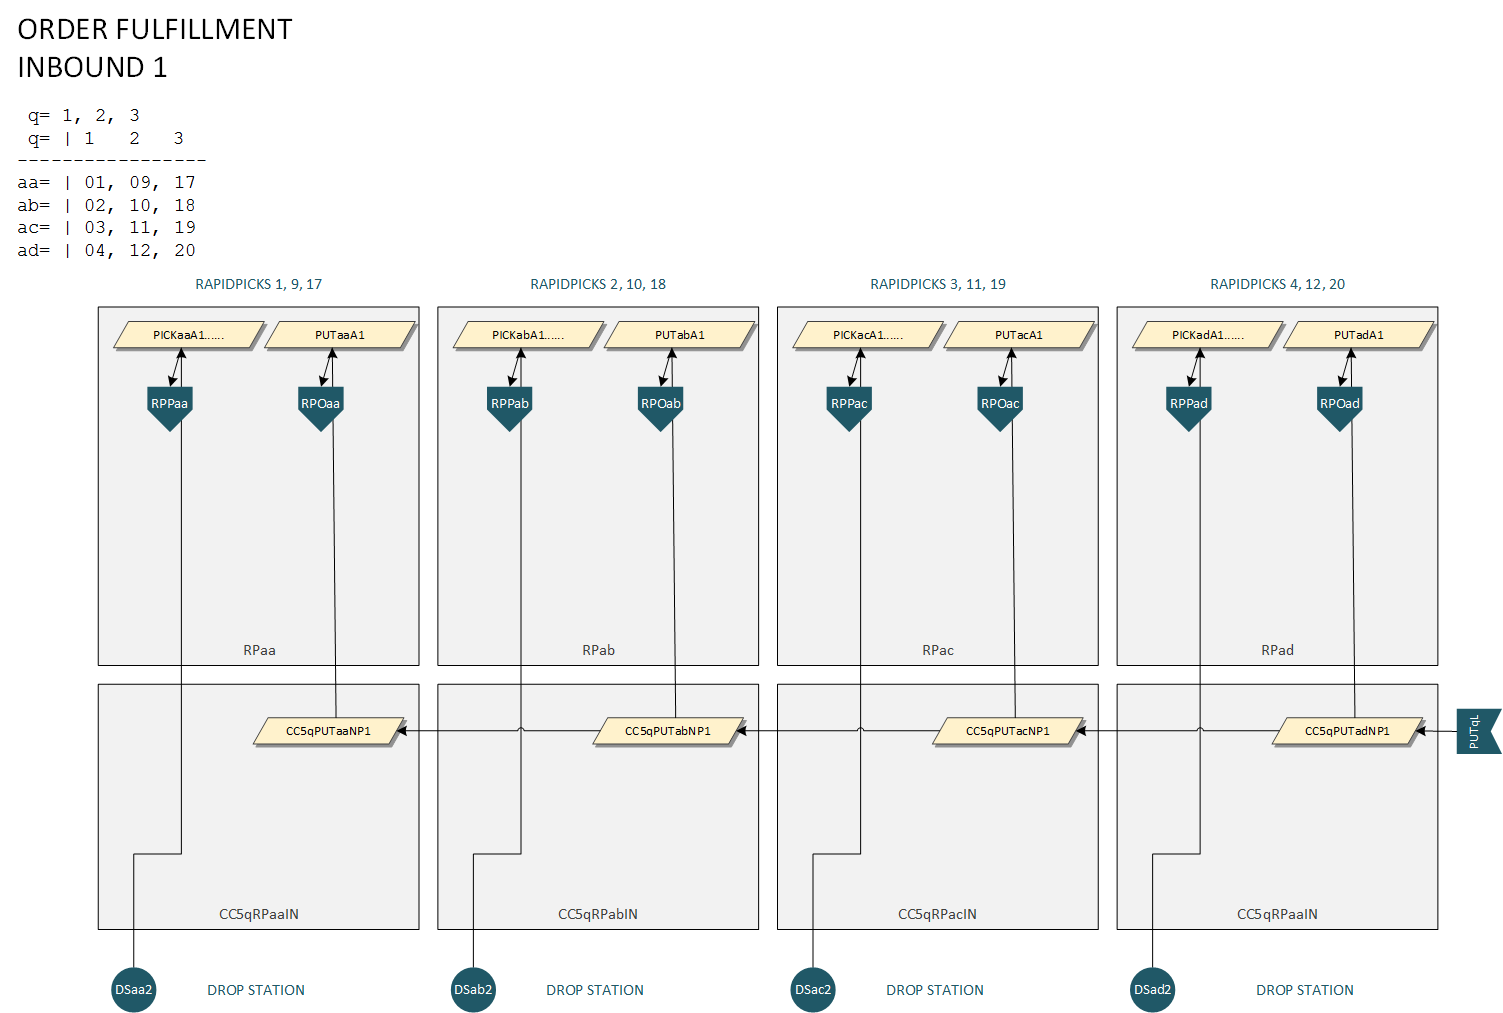 ORDER FULFILLMENT
INBOUND 1
q= 1, 2, 3
q= | 1 2 3
-----------------
aa= | 01, 09, 17
ab= | 02, 10, 18
ac= | 03, 11, 19
ad= | 04, 12, 20
RAPIDPICKS 1, 9, 17
RAPIDPICKS 2, 10, 18
RAPIDPICKS 3, 11, 19
RAPIDPICKS 4, 12, 20
PICKaaA1......
PUTaaA1
PICKabA1......
PUTabA1
PICKacA1......
PUTacA1
PICKadA1......
PUTadA1
RPPaa
RPOaa
RPPab
RPOab
RPPac
RPOac
RPPad
RPOad
RPaa
RPab
RPac
RPad
CC5qPUTaaNP1
CC5qPUTabNP1
CC5qPUTacNP1
CC5qPUTadNP1
PUTqL
CC5qRPaaIN
CC5qRPabIN
CC5qRPacIN
CC5qRPaaIN
DSaa2
DROP STATION
DSab2
DROP STATION
DSac2
DROP STATION
DSad2
DROP STATION